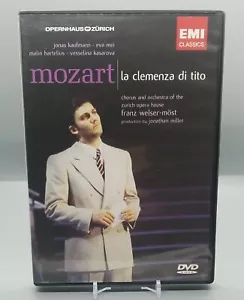 OPERNHAUS ZÜRICH
EMI
CLASSICS
jonas kaufmann - eva mei
malin hartelius - vesselina kasarova
mozart la clemenza di tito
chorus and orchestra of the
zurich opera house
franz welser-möst
production by jonathan miller
DVD
VIDEO